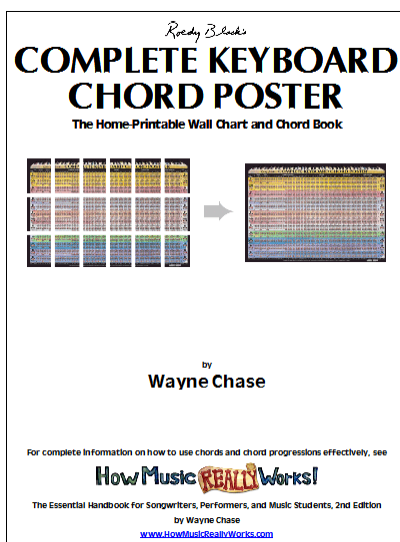 Roedy Black's
COMPLETE KEYBOARD
CHORD POSTER
The Home-Printable Wall Chart and Chord Book
by
Wayne Chase
For complete information on how to use chords and chord progressions effectively, see
How Music REALLY Works!
The Essential Handbook for Songwriters, Performers, and Music Students, 2nd Edition
by Wayne Chase
www.HowMusicReallyWorks.com